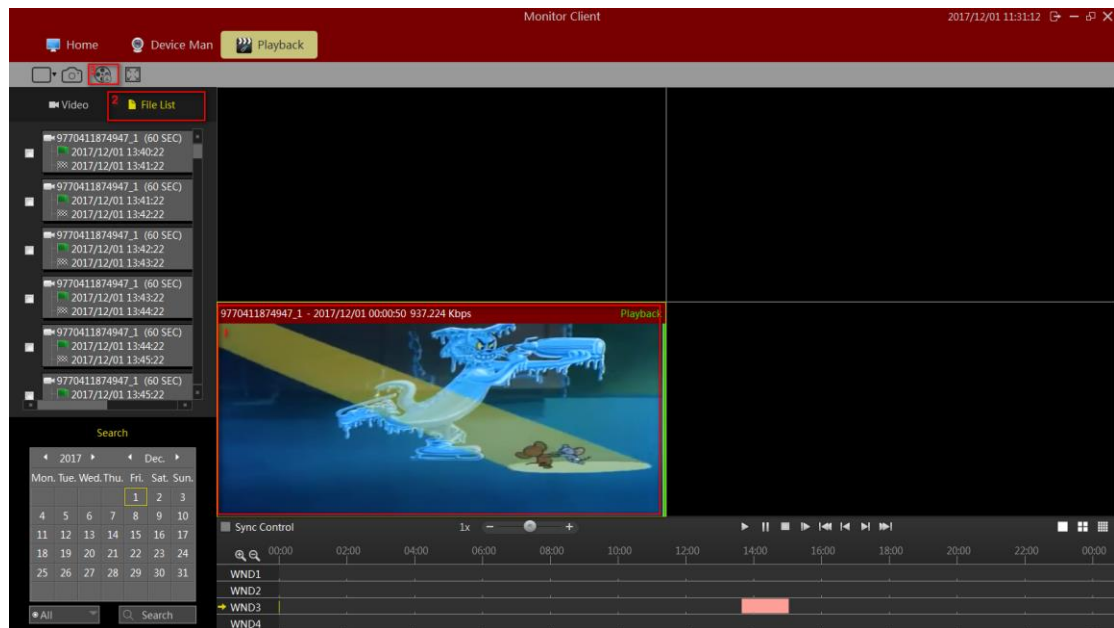 Monitor Client
2017/12/01 11:31:12
Home
Device Man
Playback
Video
2
File List
9770411874947_1 (60 SEC)
2017/12/01 13:40:22
2017/12/01 13:41:22
9770411874947_1 (60 SEC)
2017/12/01 13:41:22
2017/12/01 13:42:22
9770411874947_1 (60 SEC)
2017/12/01 13:42:22
2017/12/01 13:43:22
9770411874947_1 (60 SEC)
2017/12/01 13:43:22
2017/12/01 13:44:22
9770411874947_1 (60 SEC)
2017/12/01 13:44:22
2017/12/01 13:45:22
9770411874947_1 (60 SEC)
2017/12/01 13:45:22
Search
2017
Dec.
Mon. Tue. Wed. Thu. Fri. Sat. Sun.
1 2 3
4 5 6 7 8 9 10
11 12 13 14 15 16 17
18 19 20 21 22 23 24
25 26 27 28 29 30 31
All
Search
9770411874947_1 - 2017/12/01 00:00:50 937.224 Kbps
Playback
Sync Control
1x
00:00 02:00 04:00 06:00 08:00 10:00 12:00 14:00 16:00 18:00 20:00 22:00 00:00
WND1
WND2
WND3
WND4